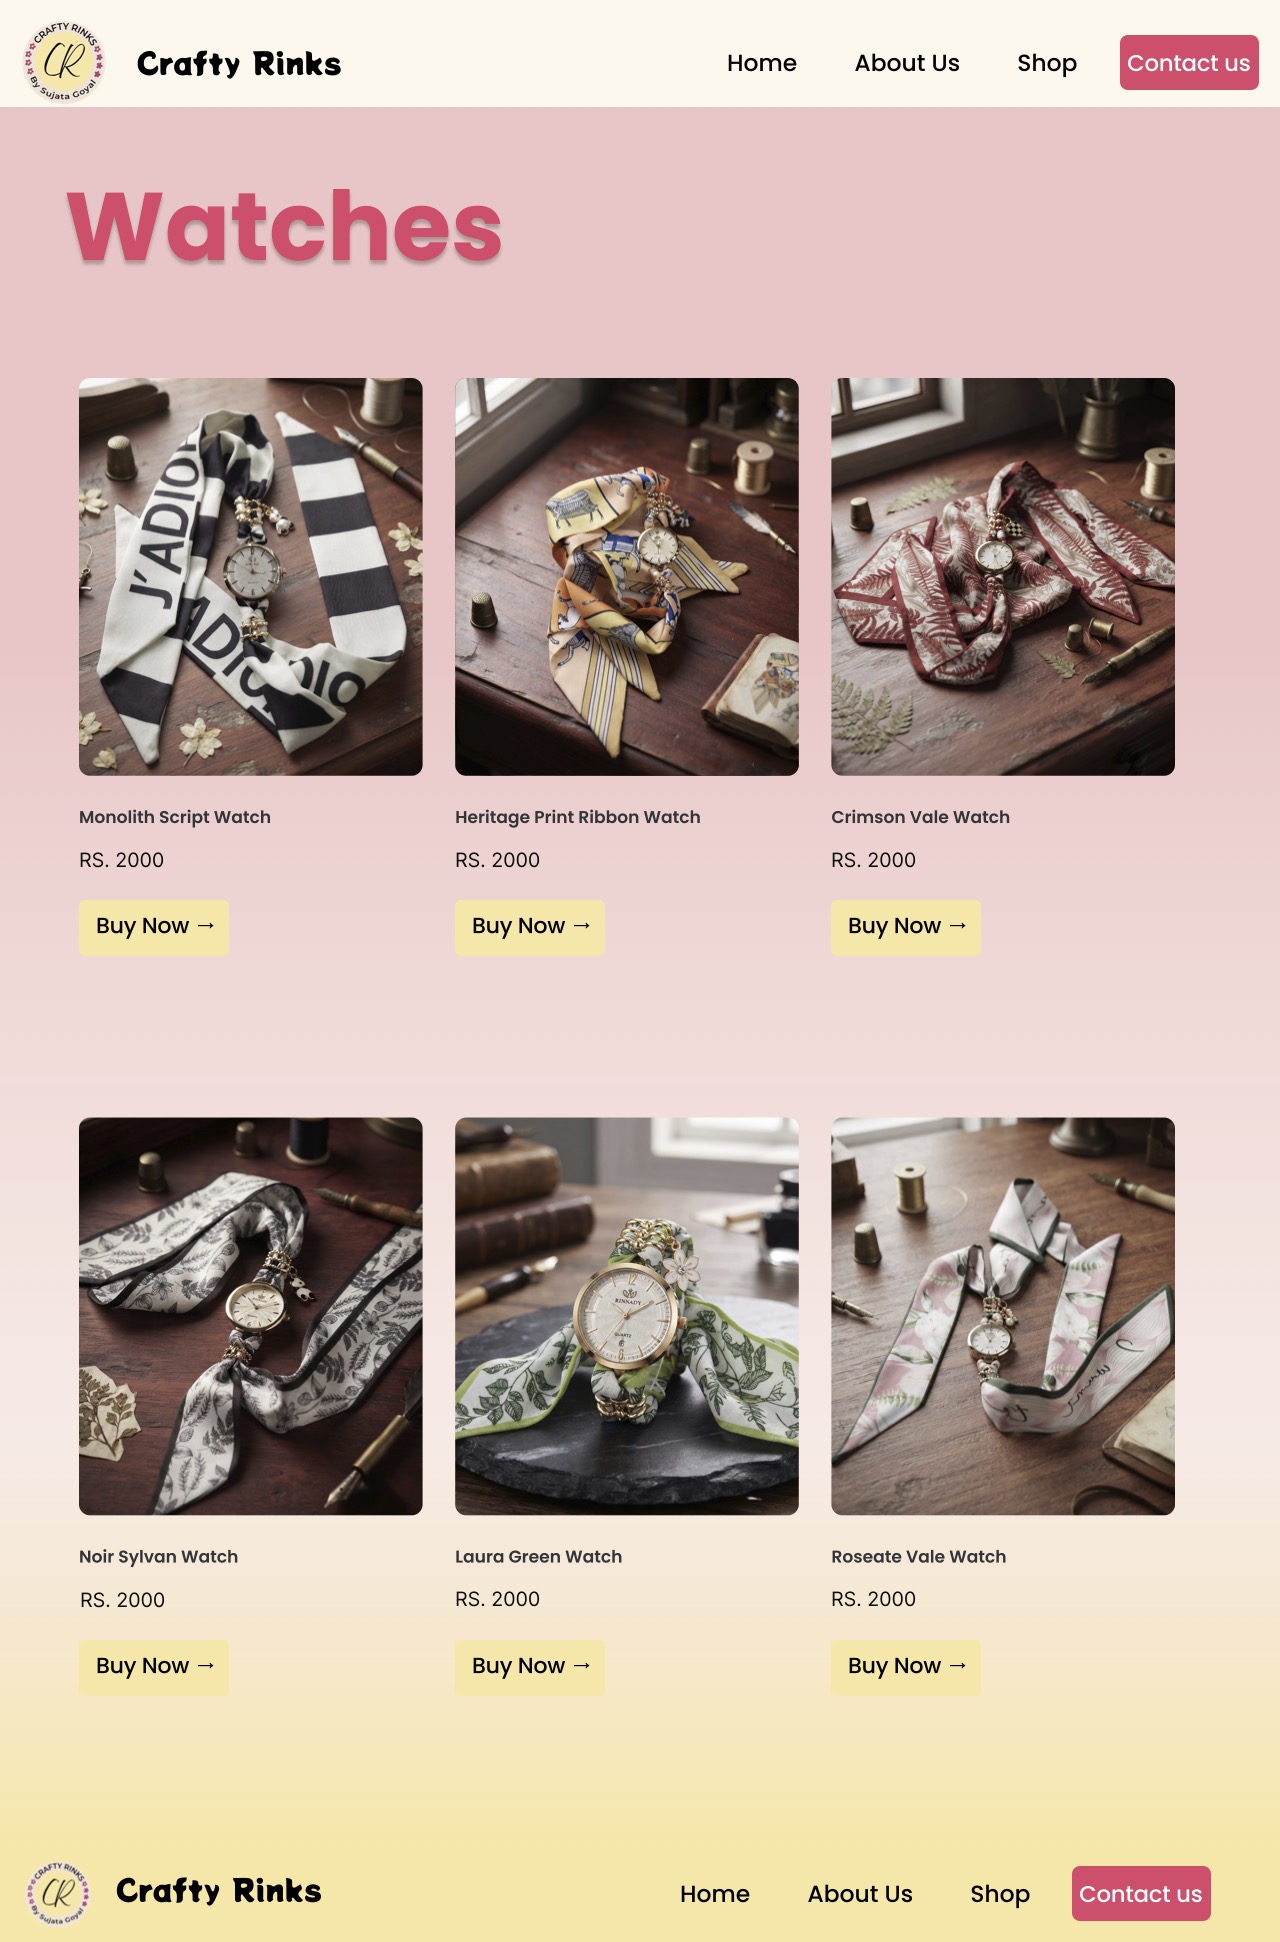 CRAFTY RINKS
CR
By Sujata Goyal
Crafty Rinks
Home
About Us
Shop
Contact us
Watches
J'ADIOR
Monolith Script Watch
Heritage Print Ribbon Watch
Crimson Vale Watch
RS. 2000
RS. 2000
RS. 2000
Buy Now →
Buy Now →
Buy Now →
RINNADY
QUARTZ
Noir Sylvan Watch
Laura Green Watch
Roseate Vale Watch
RS. 2000
RS. 2000
RS. 2000
Buy Now →
Buy Now →
Buy Now →
CRAFTY RINKS
CR
By Sujata Goyal
Crafty Rinks
Home
About Us
Shop
Contact us